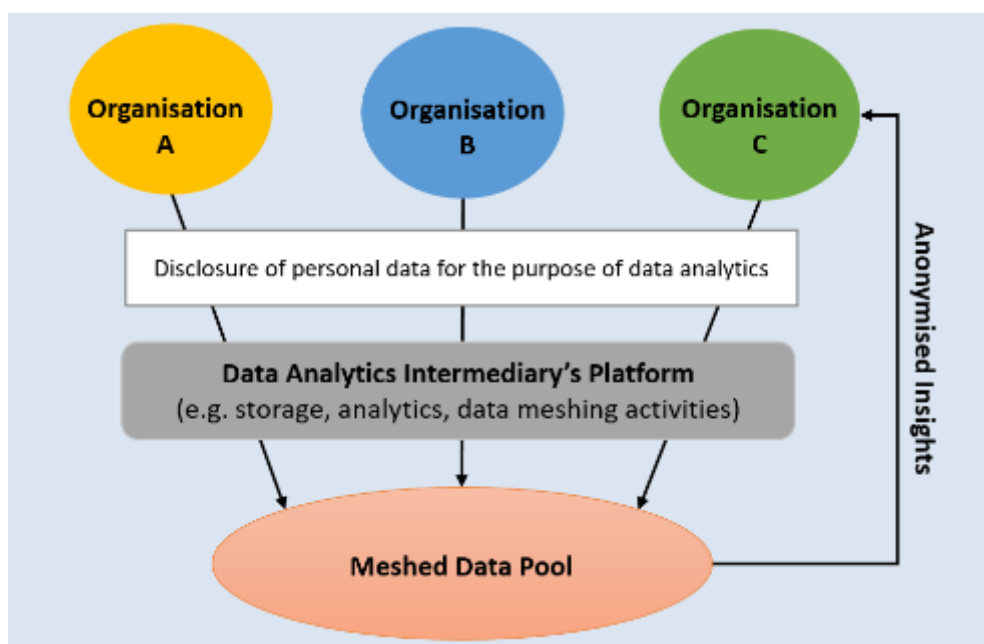 Organisation
A
Organisation
B
Organisation
C
Disclosure of personal data for the purpose of data analytics
Data Analytics Intermediary's Platform
(e.g. storage, analytics, data meshing activities)
Meshed Data Pool
Anonymised Insights